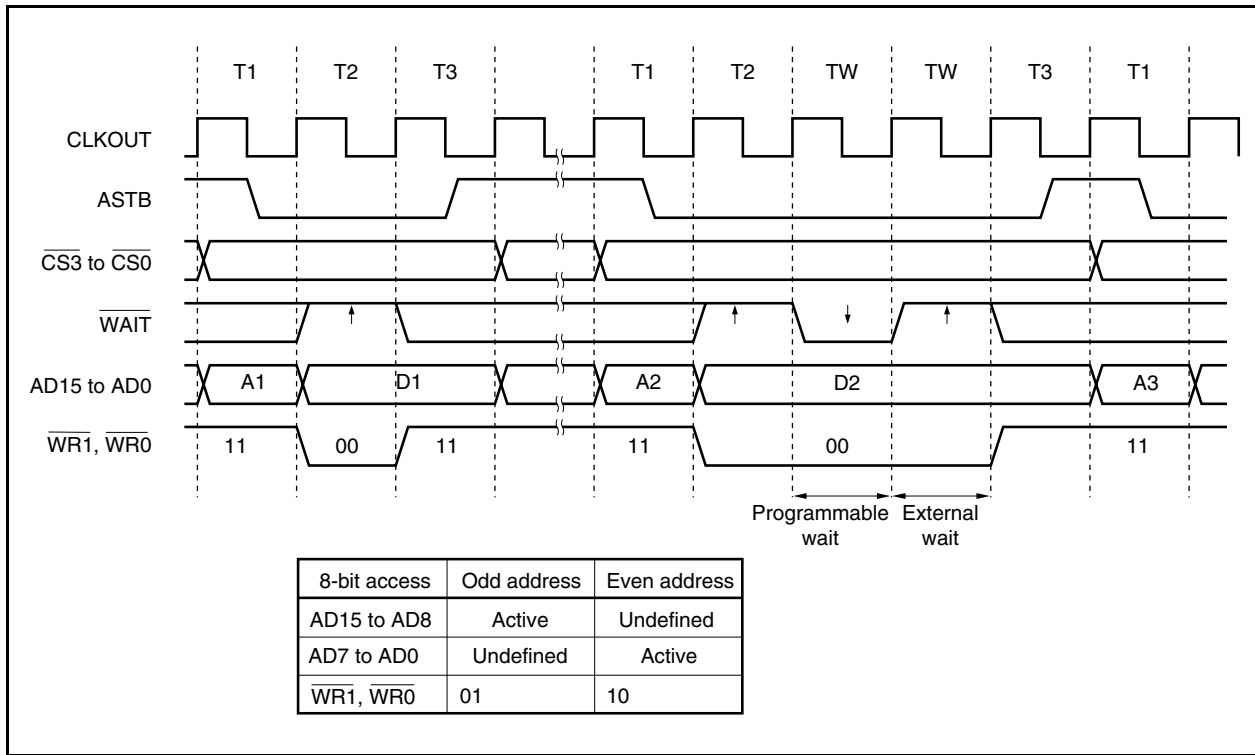 T1 T2 T3 T1 T2 TW TW T3 T1
CLKOUT
ASTB
CS3 to CS0
WAIT
AD15 to AD0 A1 D1 A2 D2 A3
WR1, WR0 11 00 11 11 00 11
Programmable wait
External wait
8-bit access Odd address Even address
AD15 to AD8 Active Undefined
AD7 to AD0 Undefined Active
WR1, WR0 01 10